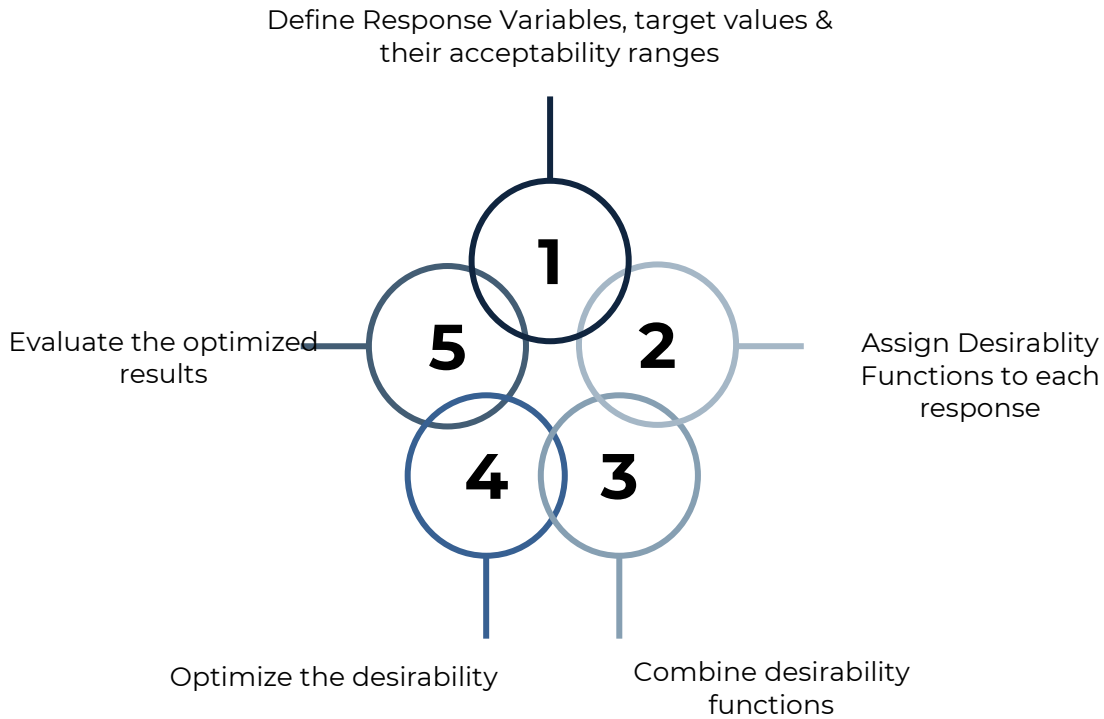 Define Response Variables, target values &
their acceptability ranges
1
5
2
Evaluate the optimized
results
Assign Desirablity
Functions to each
response
4
3
Optimize the desirability
Combine desirability
functions